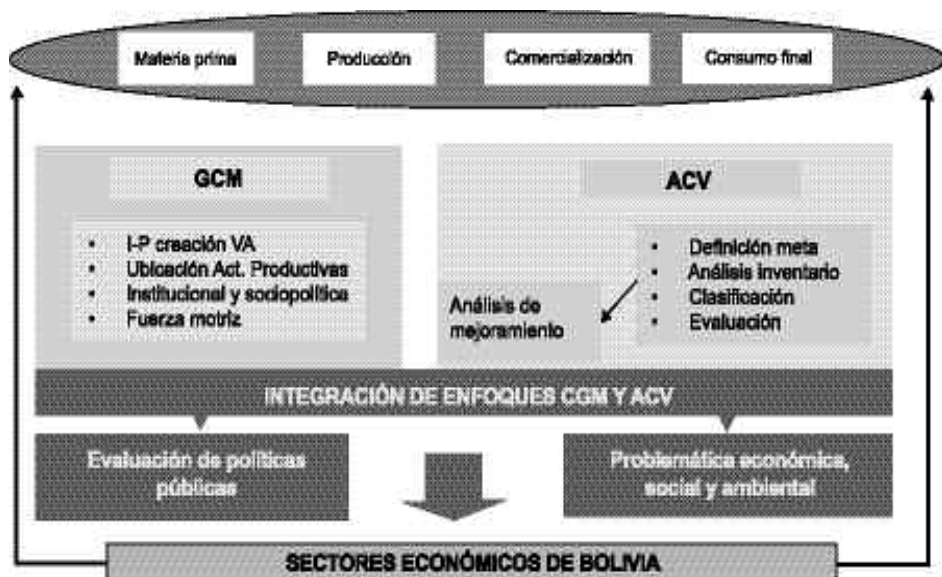 Materia prima
Producción
Comercialización
Consumo final
GCM
• I-P creación VA
• Ubicación Act. Productivas
• Institucional y sociopolítica
• Fuerza motriz
ACV
• Definición meta
• Análisis inventario
• Clasificación
• Evaluación
Análisis de
mejoramiento
INTEGRACIÓN DE ENFOQUES CGM Y ACV
Evaluación de políticas
públicas
Problemática económica,
social y ambiental
SECTORES ECONÓMICOS DE BOLIVIA